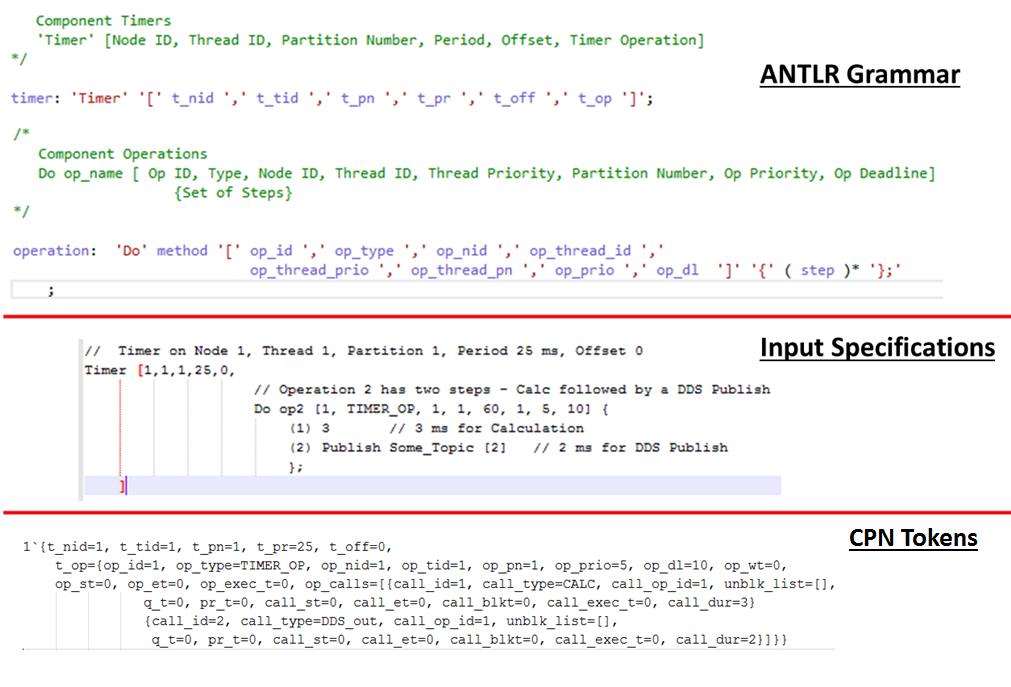 Component Timers
'Timer' [Node ID, Thread ID, Partition Number, Period, Offset, Timer Operation]
*/
ANTLR Grammar
timer: 'Timer' '[' t_nid ',' t_tid ',' t_pn ',' t_pr ',' t_off ',' t_op ']';
/*
Component Operations
Do op_name [ Op ID, Type, Node ID, Thread ID, Thread Priority, Partition Number, Op Priority, Op Deadline]
{Set of Steps}
*/
operation: 'Do' method '[' op_id ',' op_type ',' op_nid ',' op_thread_id ','
op_thread_prio ',' op_thread_pn ',' op_prio ',' op_dl ']' '{' ( step )* '};'
;
Input Specifications
// Timer on Node 1, Thread 1, Partition 1, Period 25 ms, Offset 0
Timer [1,1,1,25,0,
// Operation 2 has two steps - Calc followed by a DDS Publish
Do op2 [1, TIMER_OP, 1, 1, 60, 1, 5, 10] {
(1) 3 // 3 ms for Calculation
(2) Publish Some_Topic [2] // 2 ms for DDS Publish
};
]
CPN Tokens
1`{t_nid=1, t_tid=1, t_pn=1, t_pr=25, t_off=0,
t_op={op_id=1, op_type=TIMER_OP, op_nid=1, op_tid=1, op_pn=1, op_prio=5, op_dl=10, op_wt=0,
op_st=0, op_et=0, op_exec_t=0, op_calls=[{call_id=1, call_type=CALC, call_op_id=1, unblk_list=[],
q_t=0, pr_t=0, call_st=0, call_et=0, call_blkt=0, call_exec_t=0, call_dur=3}
{call_id=2, call_type=DDS_out, call_op_id=1, unblk_list=[],
q_t=0, pr_t=0, call_st=0, call_et=0, call_blkt=0, call_exec_t=0, call_dur=2}]}}